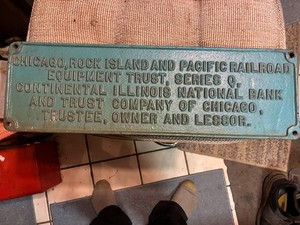 CHICAGO, ROCK ISLAND AND PACIFIC RAILROAD
EQUIPMENT TRUST, SERIES Q,
CONTINENTAL ILLINOIS NATIONAL BANK
AND TRUST COMPANY OF CHICAGO,
TRUSTEE, OWNER AND LESSOR.